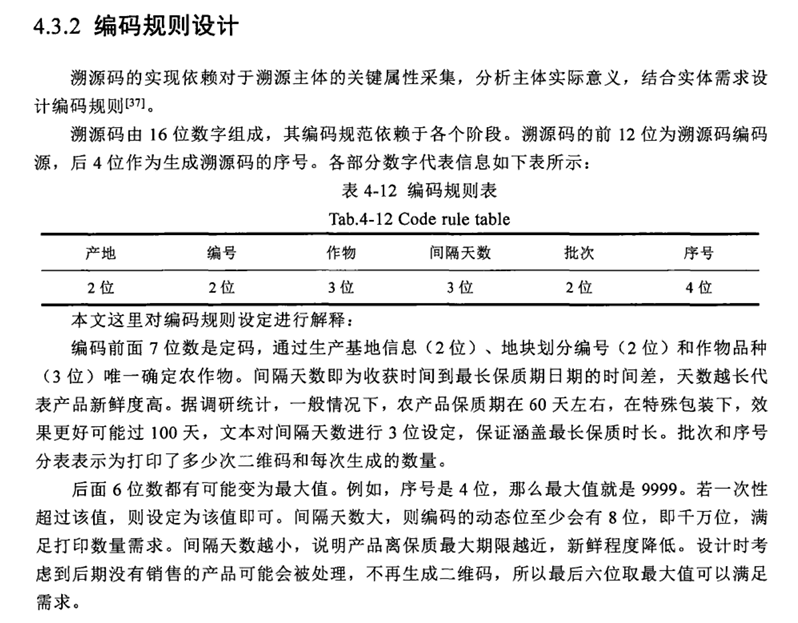 4.3.2 编码规则设计
溯源码的实现依赖对于溯源主体的关键属性采集，分析主体实际意义，结合实体需求设
计编码规则[37]。
溯源码由 16 位数字组成，其编码规范依赖于各个阶段。溯源码的前 12 位为溯源码编码
源，后 4 位作为生成溯源码的序号。各部分数字代表信息如下表所示：
表 4-12 编码规则表
Tab.4-12 Code rule table
产地 编号 作物 间隔天数 批次 序号
2 位 2 位 3 位 3 位 2 位 4 位
本文这里对编码规则设定进行解释：
编码前面 7 位数是定码，通过生产基地信息（2 位）、地块划分编号（2 位）和作物品种
（3 位）唯一确定农作物。间隔天数即为收获时间到最长保质期日期的时间差，天数越长代
表产品新鲜度高。据调研统计，一般情况下，农产品保质期在 60 天左右，在特殊包装下，效
果更好可能过 100 天，文本对间隔天数进行 3 位设定，保证涵盖最长保质时长。批次和序号
分表表示为打印了多少次二维码和每次生成的数量。
后面 6 位数都有可能变为最大值。例如，序号是 4 位，那么最大值就是 9999。若一次性
超过该值，则设定为该值即可。间隔天数大，则编码的动态位至少会有 8 位，即千万位，满
足打印数量需求。间隔天数越小，说明产品离保质最大期限越近，新鲜程度降低。设计时考
虑到后期没有销售的产品可能会被处理，不再生成二维码，所以最后六位取最大值可以满足
需求。